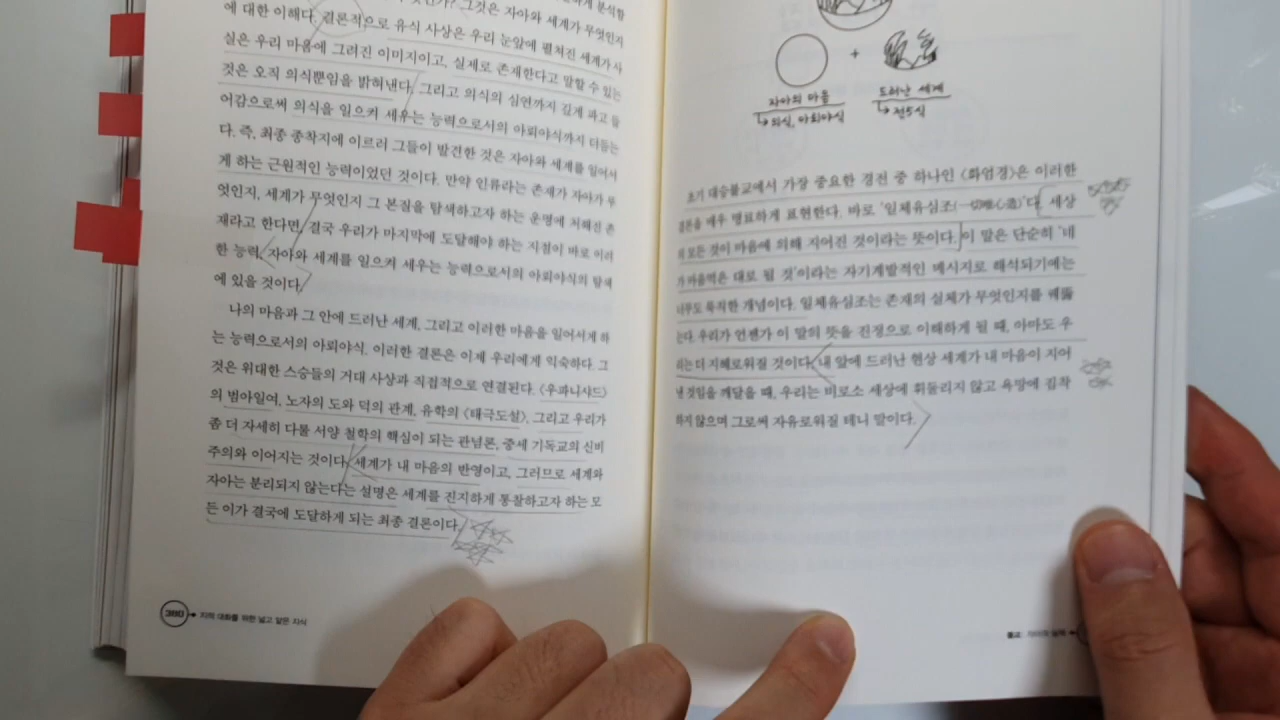 에 대한 이해다. 결론적으로 유식 사상은 우리 눈앞에 펼쳐진 세계가 사
실은 우리 마음에 그려진 이미지이고, 실제로 존재한다고 말할 수 있는
것은 오직 의식뿐임을 밝혀낸다. 그리고 의식의 심연까지 깊게 파고 들
어감으로써 의식을 일으켜 세우는 능력으로서의 아뢰야식까지 더듬는
다. 즉, 최종 종착지에 이르러 그들이 발견한 것은 자아와 세계를 일어서
게 하는 근원적인 능력이었던 것이다. 만약 인류라는 존재가 자아가 무
엇인지, 세계가 무엇인지 그 본질을 탐색하고자 하는 운명에 처해진 존
재라고 한다면, 결국 우리가 마지막에 도달해야 하는 지점이 바로 이러
한 능력, 자아와 세계를 일으켜 세우는 능력으로서의 아뢰야식의 탐색
에 있을 것이다.
나의 마음과 그 안에 드러난 세계, 그리고 이러한 마음을 일어서게 하
는 능력으로서의 아뢰야식. 이러한 결론은 이제 우리에게 익숙하다. 그
것은 위대한 스승들의 거대 사상과 직접적으로 연결된다. 《우파니샤드》
의 범아일여, 노자의 도와 덕의 관계, 유학의 《태극도설》, 그리고 우리가
좀 더 자세히 다룰 서양 철학의 핵심이 되는 관념론, 중세 기독교의 신비
주의와 이어지는 것이다. 세계가 내 마음의 반영이고, 그러므로 세계와
자아는 분리되지 않는다는 설명은 세계를 진지하게 통찰하고자 하는 모
든 이가 결국에 도달하게 되는 최종 결론이다.
380 지적 대화를 위한 넓고 얕은 지식
+
자아의 마음
드러난 세계
의식, 아뢰야식
전5식
초기 대승불교에서 가장 중요한 경전 중 하나인 《화엄경》은 이러한
결론을 매우 명료하게 표현한다. 바로 '일체유심조(一切唯心造)'다. 세상
의 모든 것이 마음에 의해 지어진 것이라는 뜻이다. 이 말은 단순히 '네
가 마음먹은 대로 될 것'이라는 자기계발적인 메시지로 해석되기에는
너무도 묵직한 개념이다. 일체유심조는 존재의 실체가 무엇인지를 꿰뚫
는다. 우리가 언젠가 이 말의 뜻을 진정으로 이해하게 될 때, 아마도 우
리는 더 지혜로워질 것이다. 내 앞에 드러난 현상 세계가 내 마음이 지어
낸 것임을 깨달을 때, 우리는 비로소 세상에 휘둘리지 않고 욕망에 집착
하지 않으며 그로써 자유로워질 테니 말이다.
불교